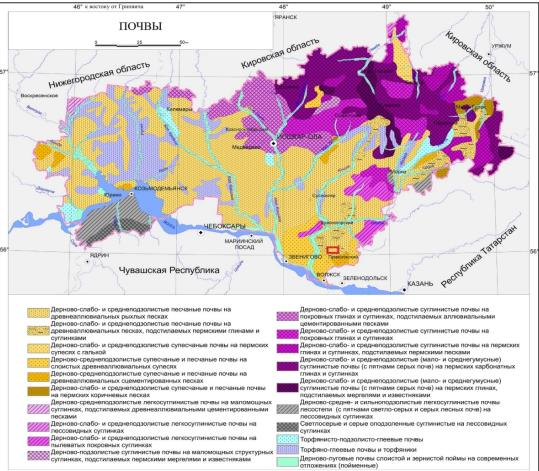 46° к востоку от Гринвича
47°
48°
49°
50°
ПОЧВЫ
ЯРАНСК
УРЖУМ
Кировская область
Кировская область
Нижегородская область
Воскресенское
57°
57°
Килемары
Медведево
ЙОШКАР-ОЛА
Юрино
КОЗЬМОДЕМЬЯНСК
ЧЕБОКСАРЫ
МАРИИНСКИЙ
ПОСАД
56°
56°
ЯДРИН
Чувашская Республика
ЗВЕНИГОВО
ВОЛЖСК
ЗЕЛЕНОДОЛЬСК
КАЗАНЬ
Республика Татарстан
Дерново-слабо- и среднеподзолистые песчаные почвы на
древнеаллювиальных рыхлых песках
Дерново-слабо- и среднеподзолистые песчаные почвы на
древнеаллювиальных песках, подстилаемых пермскими глинами и
суглинками
Дерново-слабо- и среднеподзолистые супесчаные почвы на пермских
супесях с галькой
Дерново-среднеподзолистые супесчаные и песчаные почвы на
слоистых древнеаллювиальных супесях
Дерново-слабо- и среднеподзолистые супесчаные и песчаные почвы на
древнеаллювиальных сцементированных песках
Дерново-слабо- и среднеподзолистые супесчаные и песчаные почвы
на пермских коричневых песках
Дерново-среднеподзолистые легкосуглинистые почвы на маломощных
суглинках, подстилаемых древнеаллювиальными цементированными
песками
Дерново-слабо- и среднеподзолистые легкосуглинистые почвы на
лессовидных суглинках
Дерново-слабо- и среднеподзолистые легкосуглинистые почвы на
пылеватых покровных суглинках
Дерново-подзолистые суглинистые почвы на маломощных структурных
суглинках, подстилаемых пермскими мергелями и известняками
Дерново-слабо- и среднеподзолистые суглинистые почвы на
покровных глинах и суглинках, подстилаемых аллювиальными
цементированными песками
Дерново-слабо- и среднеподзолистые суглинистые почвы на
покровных глинах и суглинках
Дерново-слабо- и среднеподзолистые суглинистые почвы на пермских
глинах и суглинках, подстилаемых пермскими песками
Дерново-слабо- и среднеподзолистые (мало- и среднегумусные)
суглинистые почвы (с пятнами серых почв) на пермских карбонатных
глинах и суглинках
Дерново-слабо- и среднеподзолистые (мало- и среднегумусные)
суглинистые почвы (с пятнами серых почв) на пермских глинах,
подстилаемых мергелями и известняками
Дерново-средне- и сильноподзолистые легкосуглинистые почвы
лесостепи (с пятнами светло-серых и серых лесных почв) на
лессовидных суглинках
Светлосерые и серые оподзоленные суглинистые на лессовидных
суглинках
Торфянисто-подзолисто-глеевые почвы
Торфяно-глеевые почвы и торфяники
Дерново-луговые почвы слоистой и зернистой поймы на современных
отложениях (пойменные)